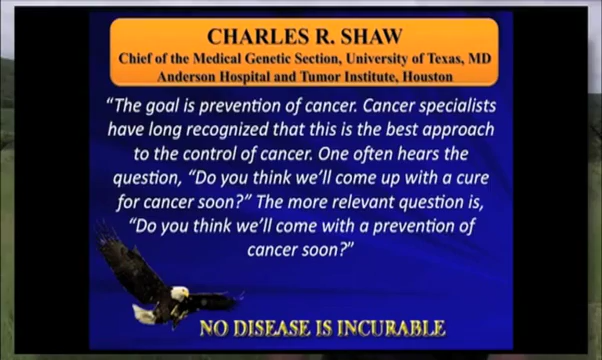 CHARLES R. SHAW
Chief of the Medical Genetic Section, University of Texas, MD
Anderson Hospital and Tumor Institute, Houston
“The goal is prevention of cancer. Cancer specialists
have long recognized that this is the best approach
to the control of cancer. One often hears the
question, “Do you think we’ll come up with a cure
for cancer soon?” The more relevant question is,
“Do you think we’ll come with a prevention of
cancer soon?”
NO DISEASE IS INCURABLE